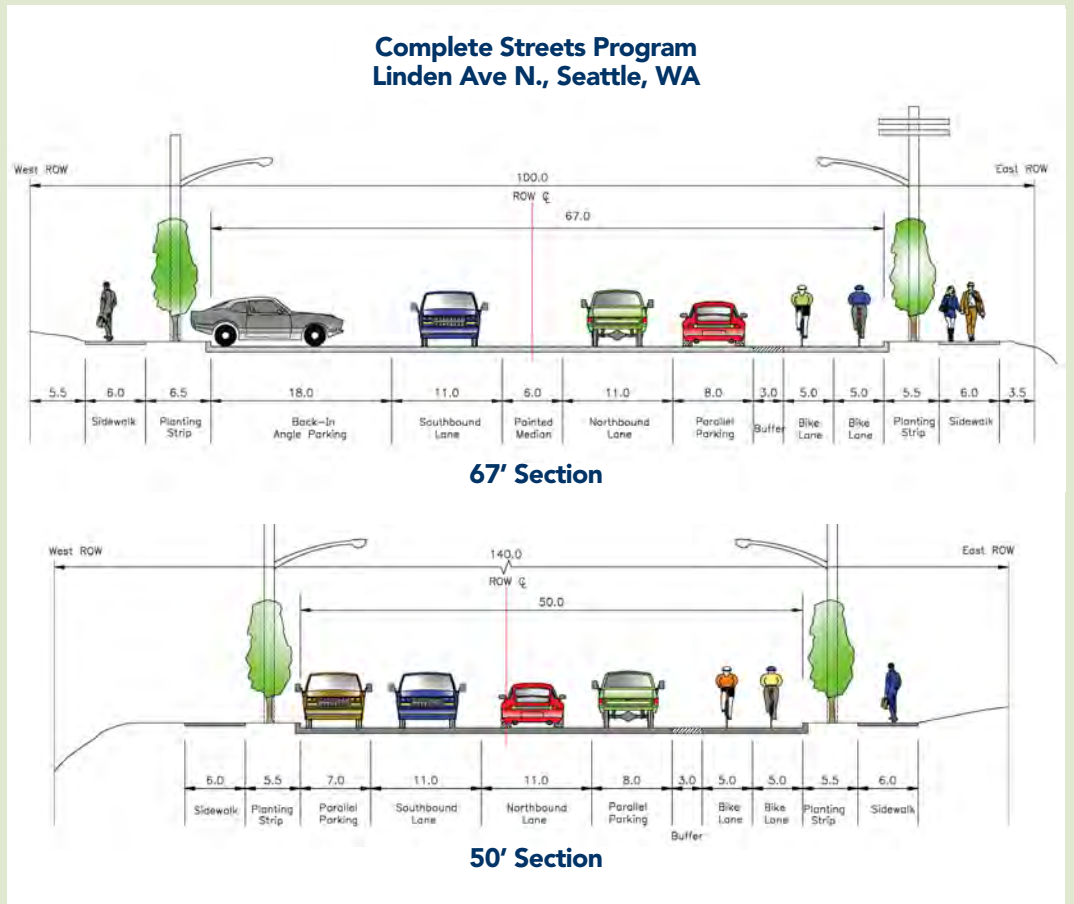 Complete Streets Program
Linden Ave N., Seattle, WA
West ROW
East ROW
100.0
ROW ℄
67.0
5.5 6.0 6.5 18.0 11.0 6.0 11.0 8.0 3.0 5.0 5.0 5.5 6.0 3.5
Sidewalk Planting Back-In Southbound Painted Northbound Parallel Buffer Bike Bike Planting Sidewalk
Strip Angle Parking Lane Median Lane Parking Lane Lane Strip
67' Section
West ROW
East ROW
140.0
ROW ℄
50.0
6.0 5.5 7.0 11.0 11.0 8.0 3.0 5.0 5.0 5.5 6.0
Sidewalk Planting Parallel Southbound Northbound Parallel Bike Bike Planting Sidewalk
Strip Parking Lane Lane Parking Lane Lane Strip
Buffer
50' Section